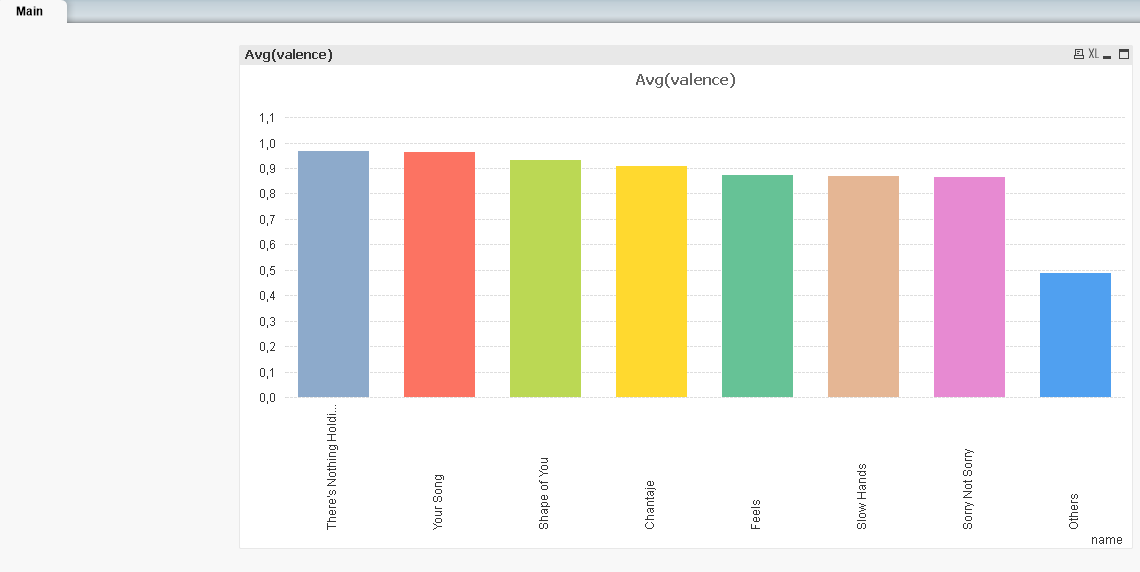 Main
Avg(valence)
XL
Avg(valence)
1,1
1,0
0,9
0,8
0,7
0,6
0,5
0,4
0,3
0,2
0,1
0,0
There's Nothing Holdi...
Your Song
Shape of You
Chantaje
Feels
Slow Hands
Sorry Not Sorry
Others
name